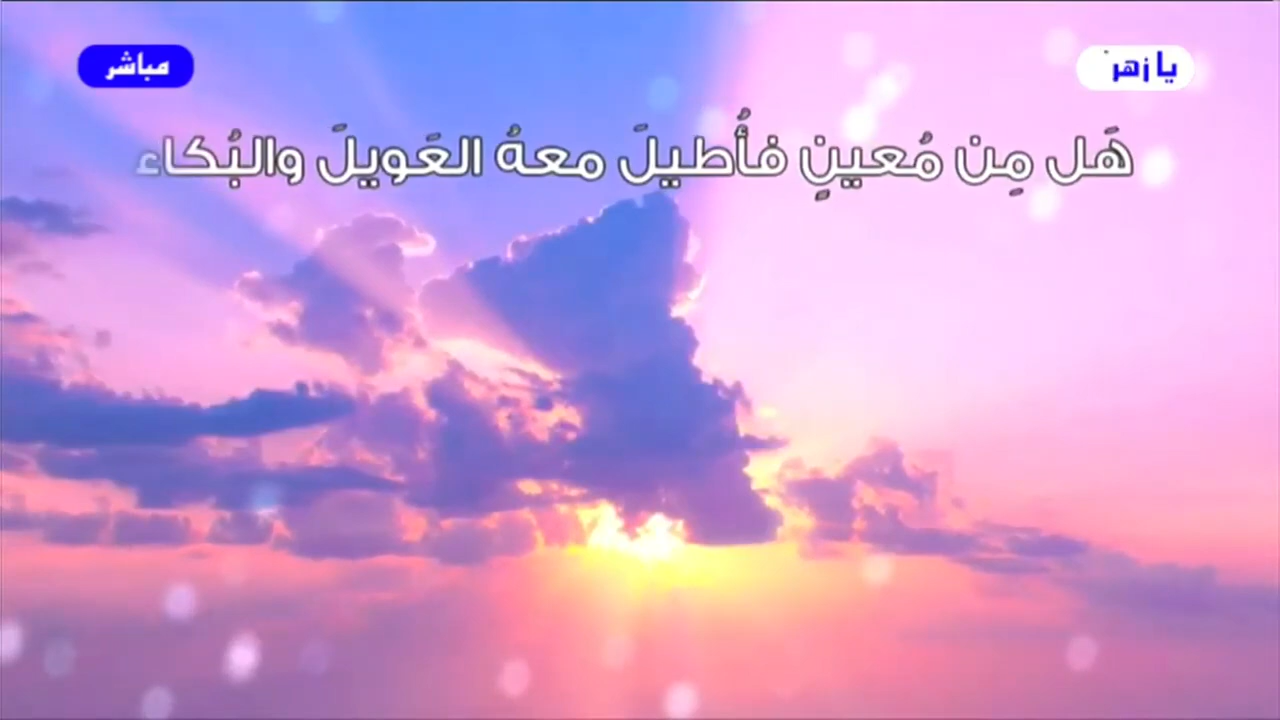 يا زهر
مباشر
هَل مِن مُعينٍ فأُطيلَ معهُ العَويلَ والبُكاء